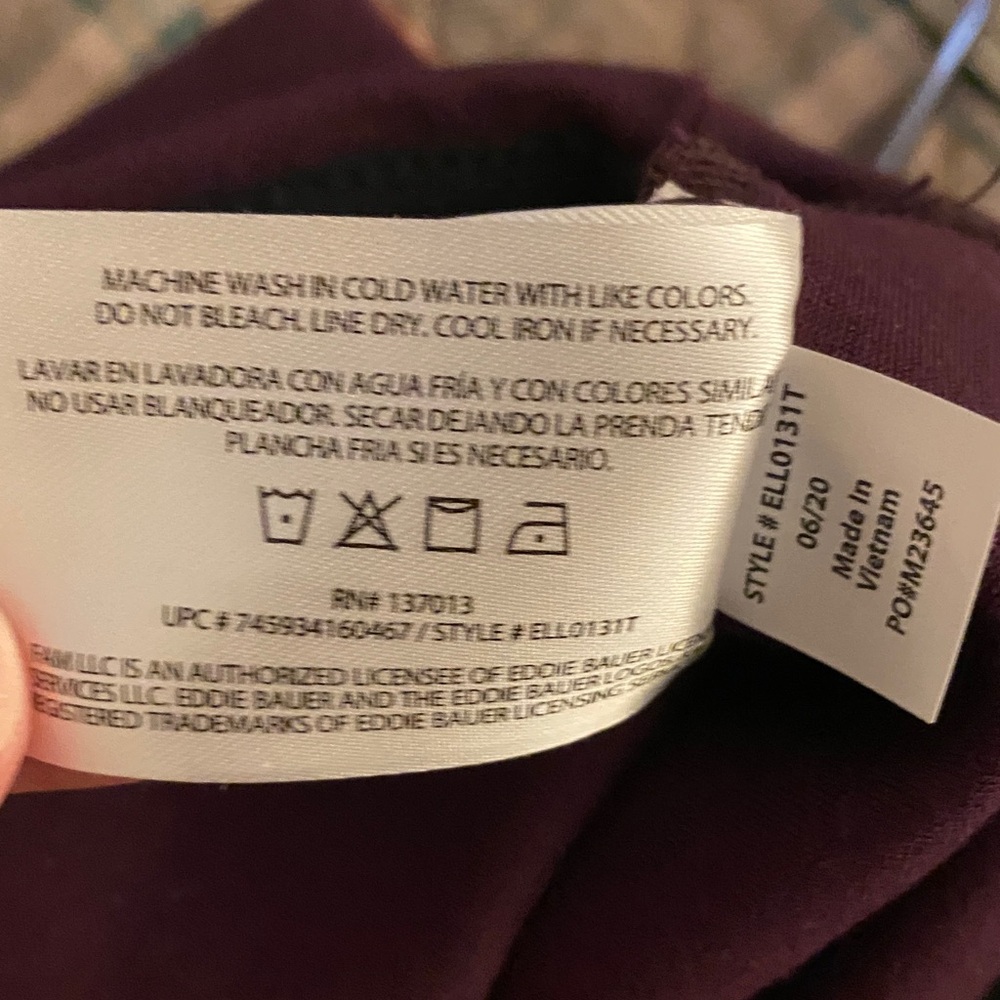 MACHINE WASH IN COLD WATER WITH LIKE COLORS.
DO NOT BLEACH. LINE DRY. COOL IRON IF NECESSARY.
LAVAR EN LAVADORA CON AGUA FRÍA Y CON COLORES
NO USAR BLANQUEADOR. SECAR DEJANDO LA PRENDA
PLANCHA FRIA SI ES NECESARIO.
RN# 137013
UPC # 745934160467 / STYLE # ELL0131T
LLC IS AN AUTHORIZED LICENSEE OF EDDIE BAUER
SERVICES LLC. EDDIE BAUER AND THE EDDIE BAUER LOGOS
TRADEMARKS OF EDDIE BAUER LICENSING
STYLE # ELL0131T
06/20
Made In
Vietnam
PO#M23645